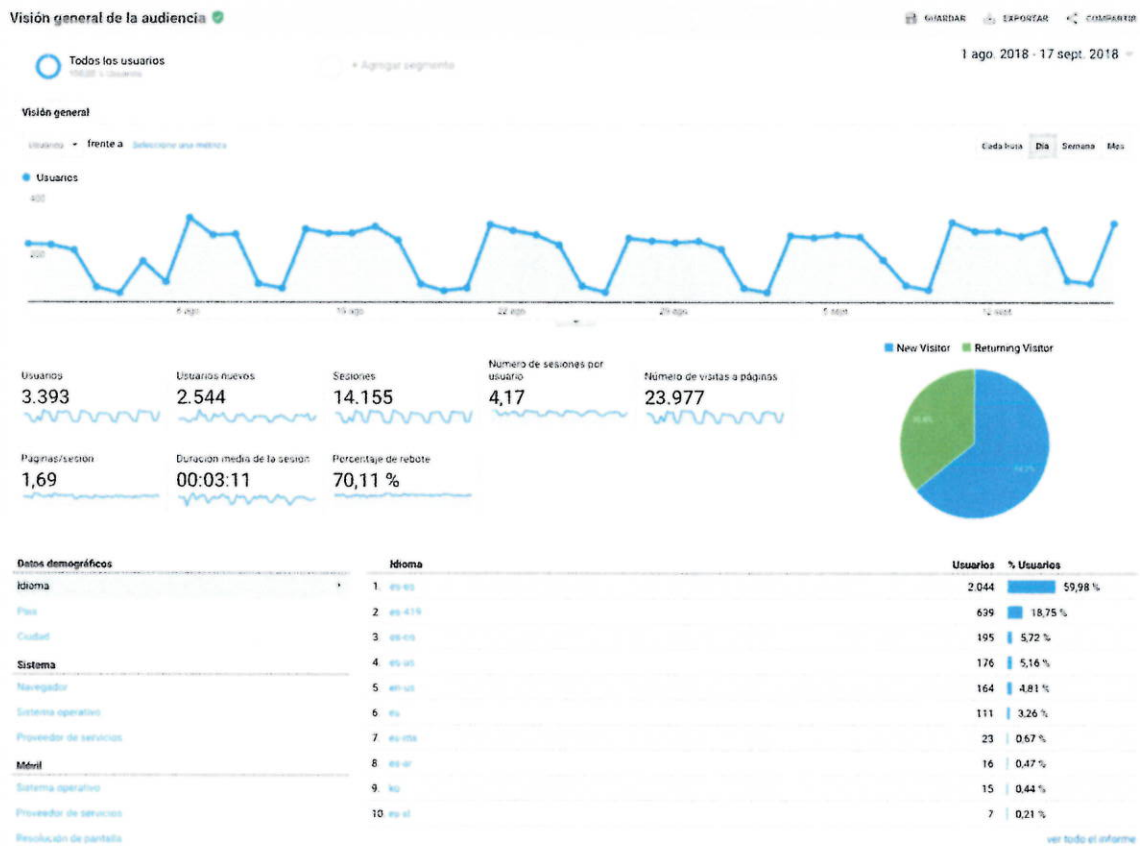 Visión general de la audiencia
GUARDAR EXPORTAR COMPARTIR
Todos los usuarios
100,00 % Usuarios
+ Agregar segmento
1 ago. 2018 - 17 sept. 2018
Visión general
Usuarios frente a Seleccione una métrica
Cada hora Día Semana Mes
Usuarios
400
200
8 ago. 15 ago. 22 ago. 29 ago. 5 sept. 12 sept.
New Visitor Returning Visitor
Usuarios
3.393
Usuarios nuevos
2.544
Sesiones
14.155
Número de sesiones por usuario
4,17
Número de visitas a páginas
23.977
Páginas/sesión
1,69
Duración media de la sesión
00:03:11
Porcentaje de rebote
70,11 %
Datos demográficos
Idioma
País
Ciudad
Sistema
Navegador
Sistema operativo
Proveedor de servicios
Móvil
Sistema operativo
Proveedor de servicios
Resolución de pantalla
Idioma Usuarios % Usuarios
1. es-es 2.044 59,98 %
2. es-419 639 18,75 %
3. 195 5,72 %
4. es-us 176 5,16 %
5. en-us 164 4,81 %
6. es 111 3,26 %
7. es-mx 23 0,67 %
8. es-ar 16 0,47 %
9. ko 15 0,44 %
10. 7 0,21 %
ver todo el informe